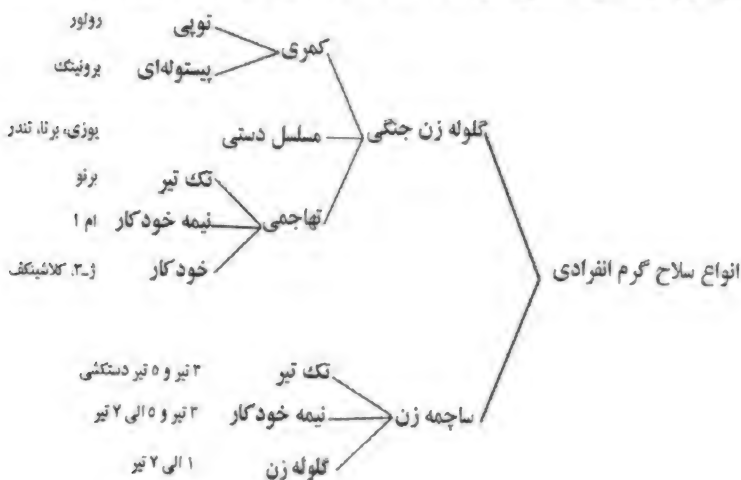 توپی رولور
کمری
پیستوله‌ای برونینگ
گلوله زن جنگی
مسلسل دستی یوزی، برتا، تندر
تک تیر برنو
تهاجمی
نیمه خودکار ام ۱
خودکار ژ-۳، کلاشینکف
انواع سلاح گرم انفرادی
تک تیر ۳ تیر و ۵ تیر دستکشی
ساچمه زن
نیمه خودکار ۳ تیر و ۵ الی ۷ تیر
گلوله زن ۱ الی ۷ تیر